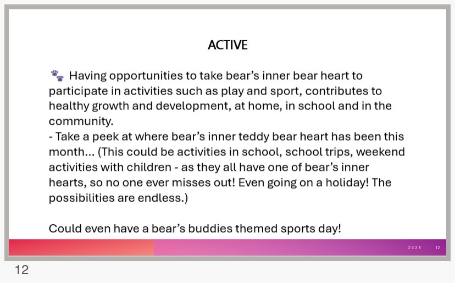 ACTIVE
Having opportunities to take bear's inner bear heart to
participate in activities such as play and sport, contributes to
healthy growth and development, at home, in school and in the
community.
- Take a peek at where bear's inner teddy bear heart has been this
month... (This could be activities in school, school trips, weekend
activities with children - as they all have one of bear's inner
hearts, so no one ever misses out! Even going on a holiday! The
possibilities are endless.)
Could even have a bear's buddies themed sports day!
12
12